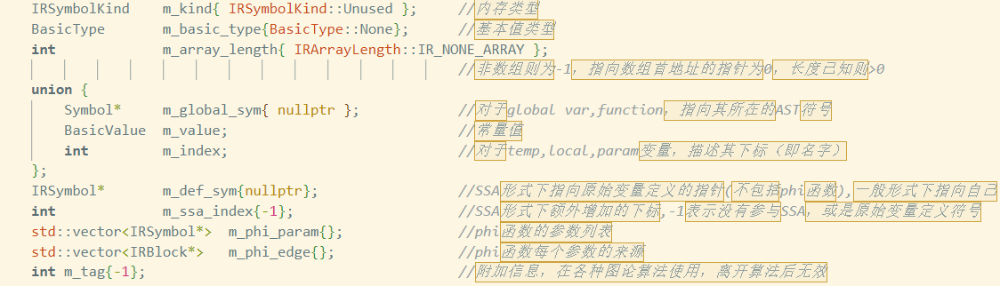 IRSymbolKind m_kind{ IRSymbolKind::Unused }; //内存类型
BasicType m_basic_type{BasicType::None}; //基本值类型
int m_array_length{ IRArrayLength::IR_NONE_ARRAY };
//非数组则为-1，指向数组首地址的指针为0，长度已知则>0
union {
Symbol* m_global_sym{ nullptr }; //对于global var,function，指向其所在的AST符号
BasicValue m_value; //常量值
int m_index; //对于temp,local,param变量，描述其下标（即名字）
};
IRSymbol* m_def_sym{nullptr}; //SSA形式下指向原始变量定义的指针(不包括phi函数),一般形式下指向自己
int m_ssa_index{-1}; //SSA形式下额外增加的下标,-1表示没有参与SSA，或是原始变量定义符号
std::vector<IRSymbol*> m_phi_param{}; //phi函数的参数列表
std::vector<IRBlock*> m_phi_edge{}; //phi函数每个参数的来源
int m_tag{-1}; //附加信息，在各种图论算法使用，离开算法后无效